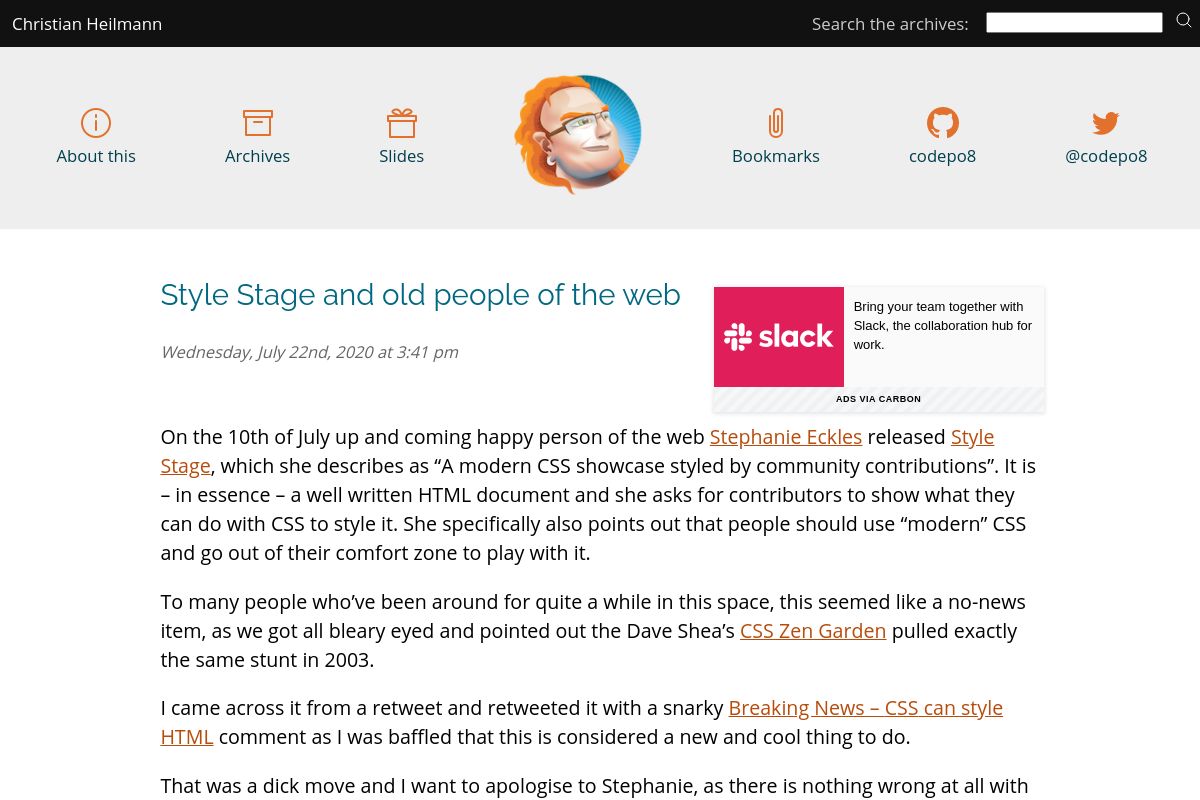 Christian Heilmann
Search the archives:
About this
Archives
Slides
Bookmarks
codepo8
@codepo8
Style Stage and old people of the web
Wednesday, July 22nd, 2020 at 3:41 pm
slack
Bring your team together with
Slack, the collaboration hub for
work.
ADS VIA CARBON
On the 10th of July up and coming happy person of the web Stephanie Eckles released Style
Stage, which she describes as “A modern CSS showcase styled by community contributions”. It is
– in essence – a well written HTML document and she asks for contributors to show what they
can do with CSS to style it. She specifically also points out that people should use “modern” CSS
and go out of their comfort zone to play with it.
To many people who’ve been around for quite a while in this space, this seemed like a no-news
item, as we got all bleary eyed and pointed out the Dave Shea’s CSS Zen Garden pulled exactly
the same stunt in 2003.
I came across it from a retweet and retweeted it with a snarky Breaking News – CSS can style
HTML comment as I was baffled that this is considered a new and cool thing to do.
That was a dick move and I want to apologise to Stephanie, as there is nothing wrong at all with